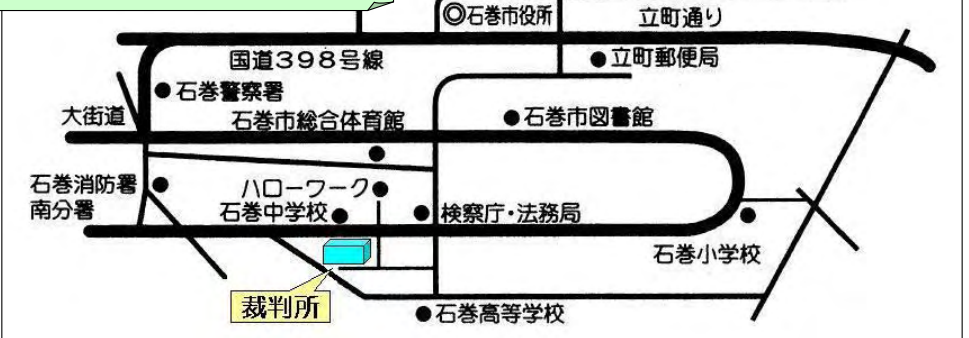 ◎石巻市役所
立町通り
国道398号線
●立町郵便局
●石巻警察署
大街道
石巻市総合体育館
●石巻市図書館
石巻消防署
南分署
ハローワーク
石巻中学校
検察庁・法務局
石巻小学校
裁判所
●石巻高等学校